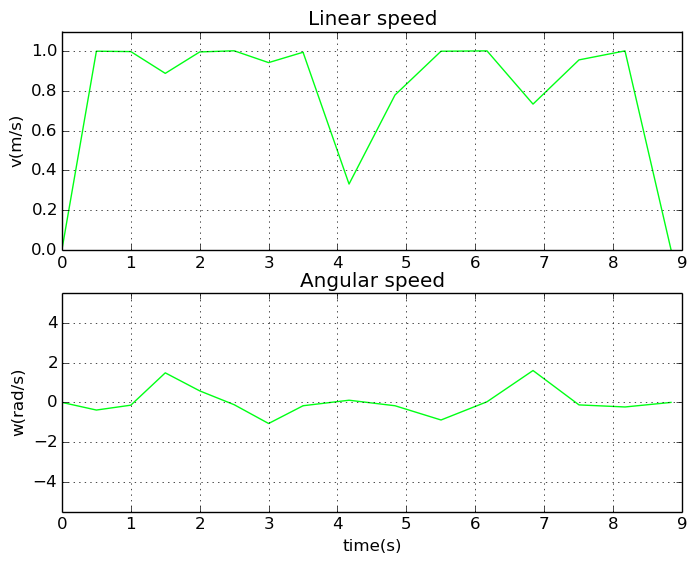 Linear speed
1.0
0.8
0.6
0.4
0.2
0.0
v(m/s)
0 1 2 3 4 5 6 7 8 9
Angular speed
4
2
0
−2
−4
w(rad/s)
0 1 2 3 4 5 6 7 8 9
time(s)